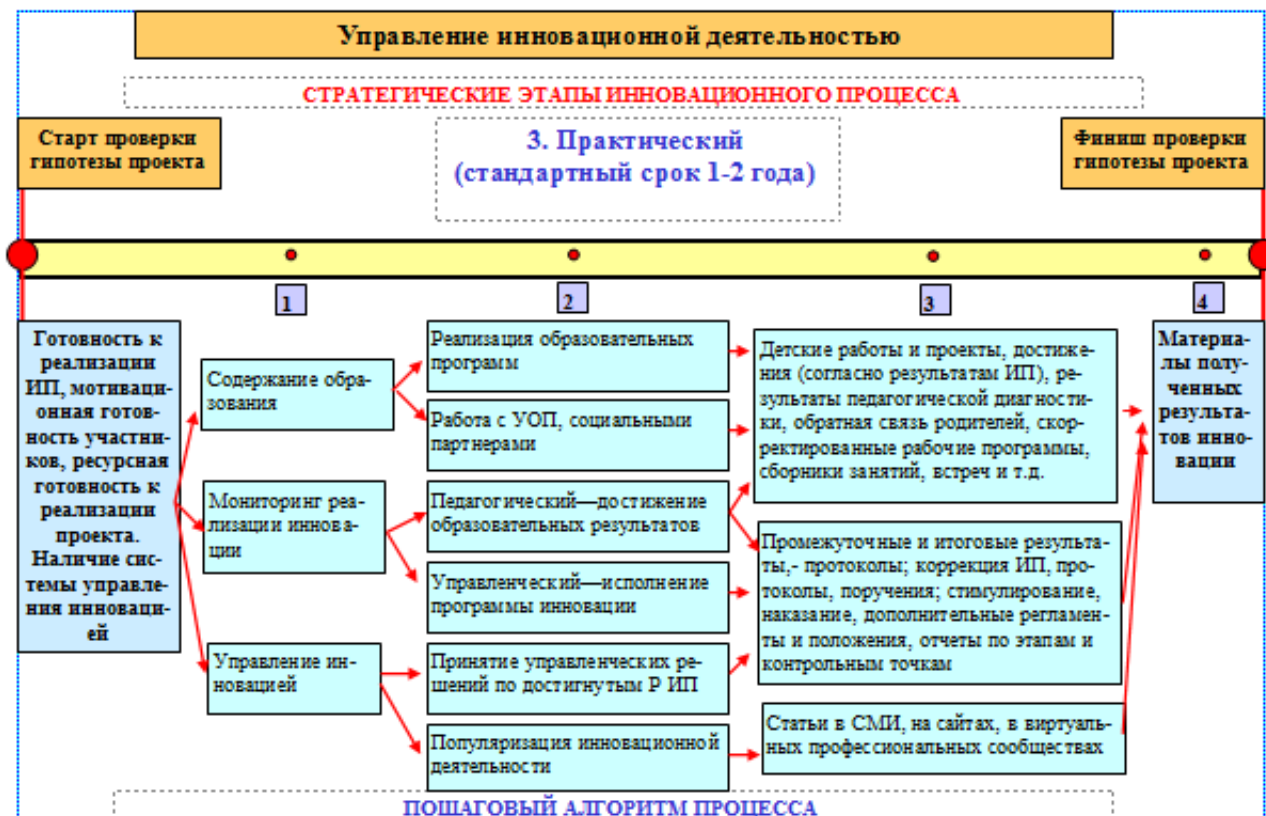 Управление инновационной деятельностью
СТРАТЕГИЧЕСКИЕ ЭТАПЫ ИННОВАЦИОННОГО ПРОЦЕССА
Старт проверки
гипотезы проекта
3. Практический
(стандартный срок 1-2 года)
Финиш проверки
гипотезы проекта
1
2
3
4
Готовность к
реализации
ИП, мотиваци-
онная готов-
ность участни-
ков, ресурсная
готовность к
реализации
проекта.
Наличие сис-
темы управле-
ния инноваци-
ей
Содержание обра-
зования
Мониторинг ре-
ализации иннова-
ции
Управление ин-
новацией
Реализация образовательных
программ
Работа с УОП, социальными
партнерами
Педагогический—достижение
образовательных результатов
Управленческий—исполнение
программы инновации
Принятие управленческих ре-
шений по достигнутым Р ИП
Популяризация инновационной
деятельности
Детские работы и проекты, достиже-
ния (согласно результатам ИП), ре-
зультаты педагогической диагности-
ки, обратная связь родителей, скор-
ректированные рабочие программы,
сборники занятий, встреч и т.д.
Промежуточные и итоговые результа-
ты,- протоколы; коррекция ИП, про-
токолы, поручения; стимулирование,
наказание, дополнительные регламен-
ты и положения, отчеты по этапам и
контрольным точкам
Статьи в СМИ, на сайтах, в виртуаль-
ных профессиональных сообществах
Материа-
лы полу-
ченных
результа-
тов инно-
вации
ПОШАГОВЫЙ АЛГОРИТМ ПРОЦЕССА